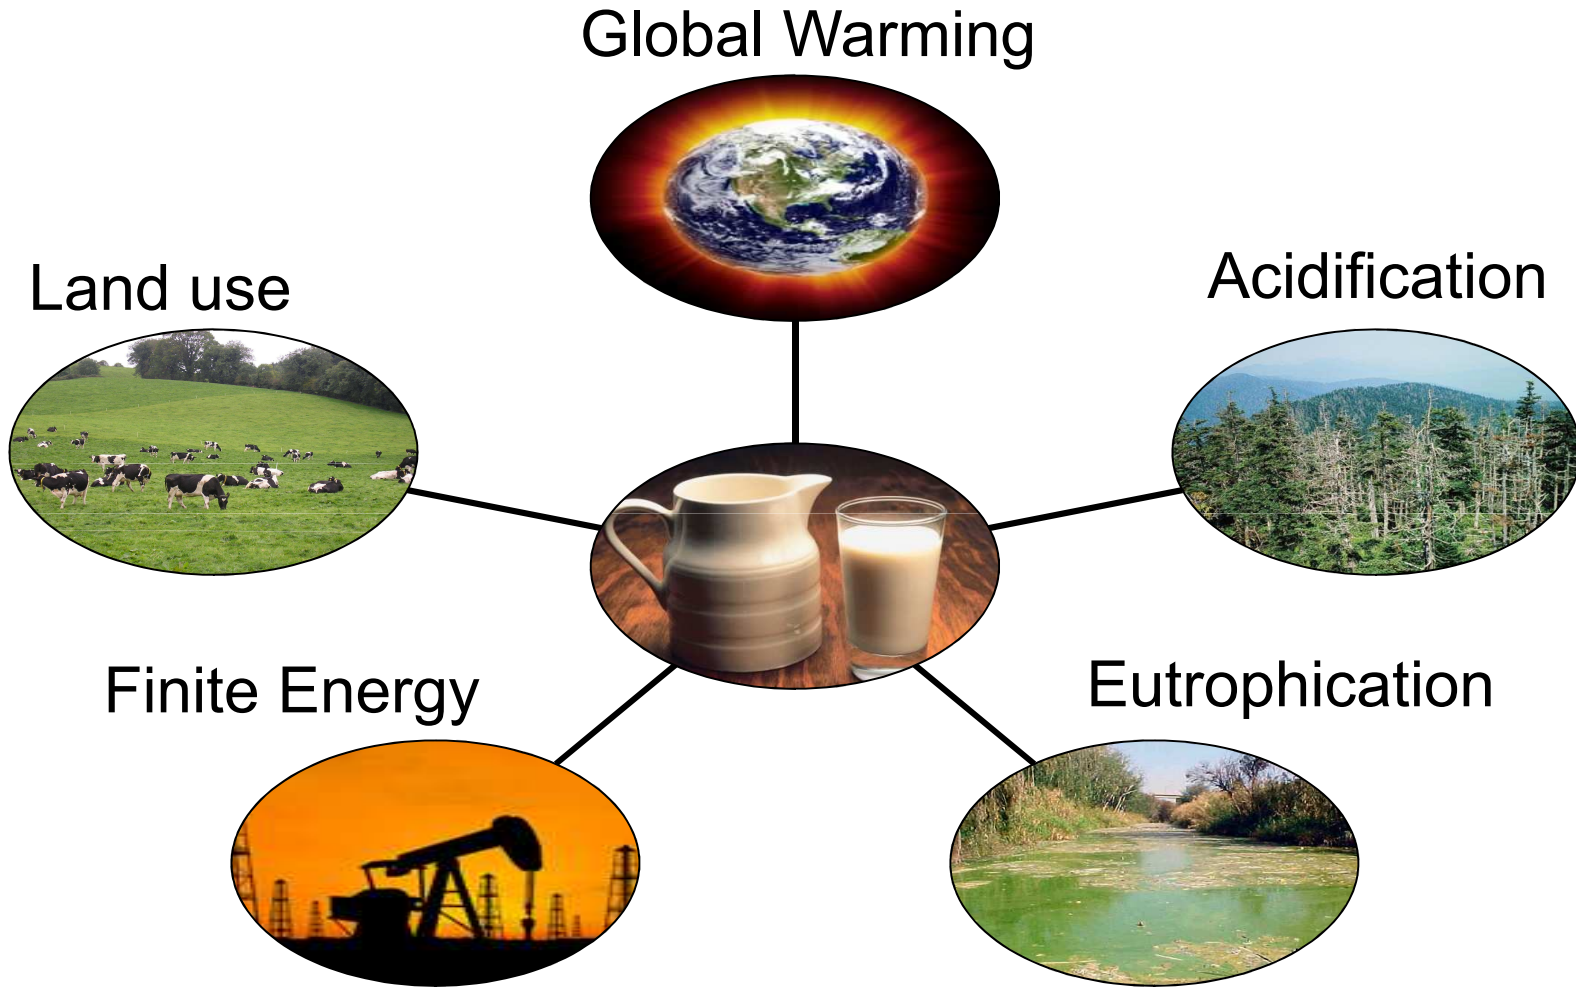 Global Warming
Land use
Acidification
Finite Energy
Eutrophication